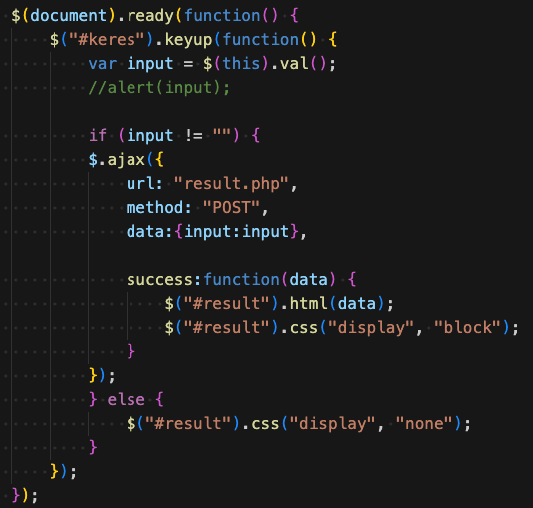 $(document).ready(function() {
$("#keres").keyup(function() {
var input = $(this).val();
//alert(input);
if (input != "") {
$.ajax({
url: "result.php",
method: "POST",
data:{input:input},
success:function(data) {
$("#result").html(data);
$("#result").css("display", "block");
}
});
} else {
$("#result").css("display", "none");
}
});
});